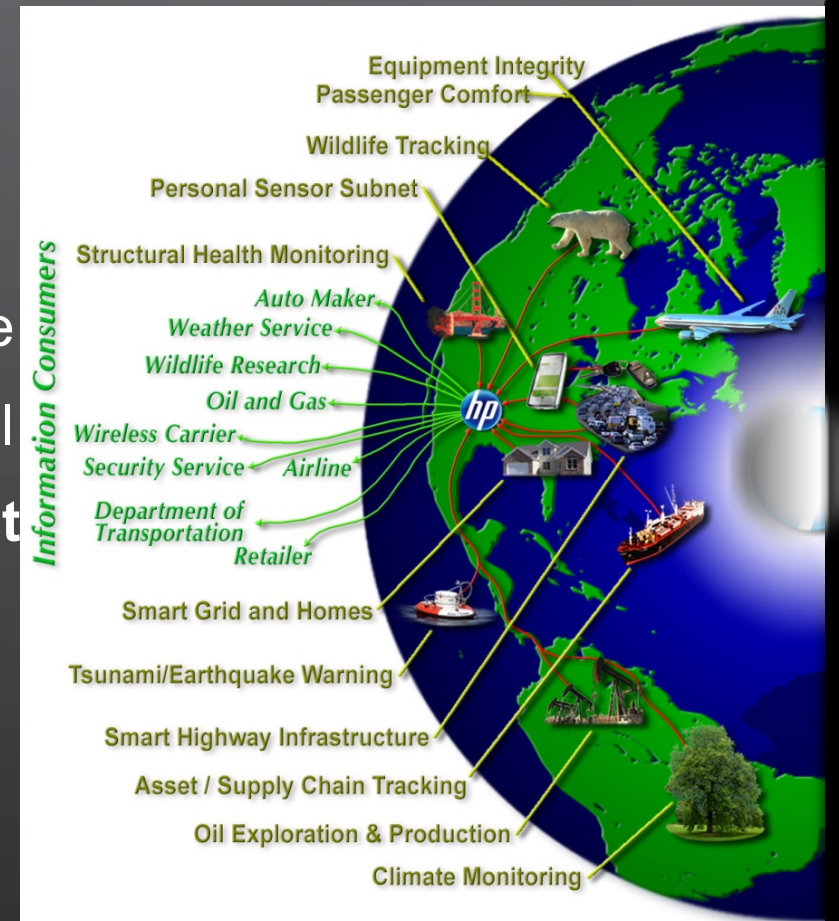 Equipment Integrity
Passenger Comfort
Wildlife Tracking
Personal Sensor Subnet
Structural Health Monitoring
Information Consumers
Auto Maker
Weather Service
Wildlife Research
Oil and Gas
Wireless Carrier
Security Service
Airline
Department of
Transportation
Retailer
hp
e
l
t
Smart Grid and Homes
Tsunami/Earthquake Warning
Smart Highway Infrastructure
Asset / Supply Chain Tracking
Oil Exploration & Production
Climate Monitoring
AA